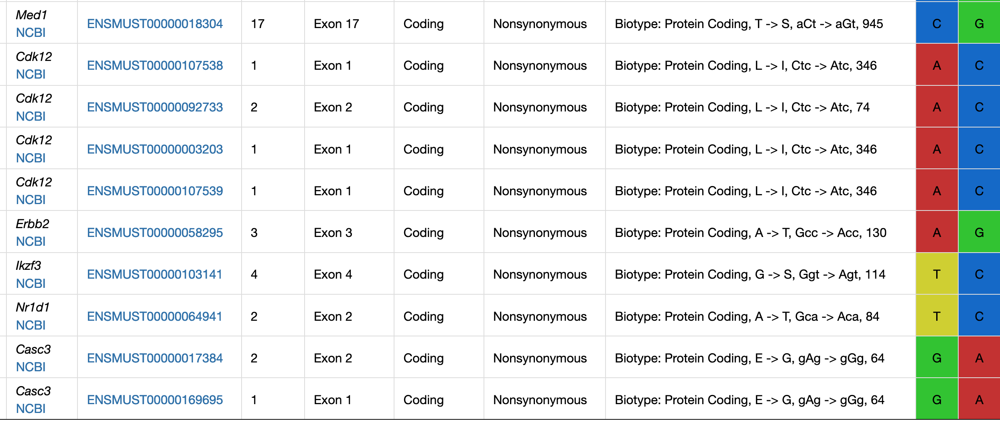 Med1
NCBI
ENSMUST00000018304 17 Exon 17 Coding Nonsynonymous Biotype: Protein Coding, T -> S, aCt -> aGt, 945 C G
Cdk12
NCBI
ENSMUST00000107538 1 Exon 1 Coding Nonsynonymous Biotype: Protein Coding, L -> I, Ctc -> Atc, 346 A C
Cdk12
NCBI
ENSMUST00000092733 2 Exon 2 Coding Nonsynonymous Biotype: Protein Coding, L -> I, Ctc -> Atc, 74 A C
Cdk12
NCBI
ENSMUST00000003203 1 Exon 1 Coding Nonsynonymous Biotype: Protein Coding, L -> I, Ctc -> Atc, 346 A C
Cdk12
NCBI
ENSMUST00000107539 1 Exon 1 Coding Nonsynonymous Biotype: Protein Coding, L -> I, Ctc -> Atc, 346 A C
Erbb2
NCBI
ENSMUST00000058295 3 Exon 3 Coding Nonsynonymous Biotype: Protein Coding, A -> T, Gcc -> Acc, 130 A G
Ikzf3
NCBI
ENSMUST00000103141 4 Exon 4 Coding Nonsynonymous Biotype: Protein Coding, G -> S, Ggt -> Agt, 114 T C
Nr1d1
NCBI
ENSMUST00000064941 2 Exon 2 Coding Nonsynonymous Biotype: Protein Coding, A -> T, Gca -> Aca, 84 T C
Casc3
NCBI
ENSMUST00000017384 2 Exon 2 Coding Nonsynonymous Biotype: Protein Coding, E -> G, gAg -> gGg, 64 G A
Casc3
NCBI
ENSMUST00000169695 1 Exon 1 Coding Nonsynonymous Biotype: Protein Coding, E -> G, gAg -> gGg, 64 G A